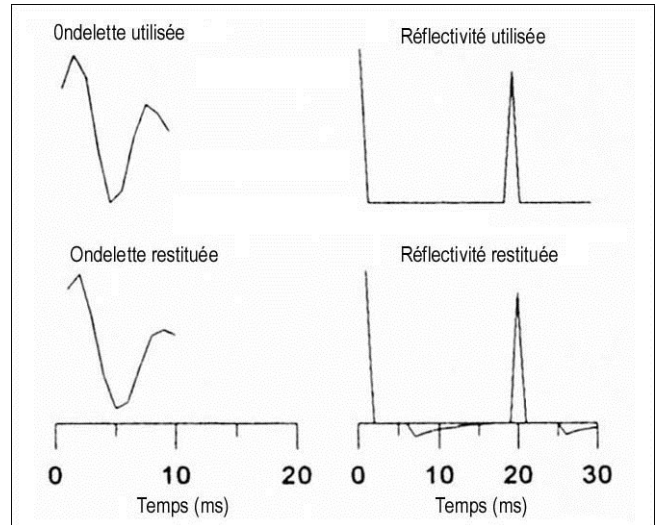 Ondelette utilisée
Réflectivité utilisée
Ondelette restituée
Réflectivité restituée
0 10 20
Temps (ms)
0 10 20 30
Temps (ms)